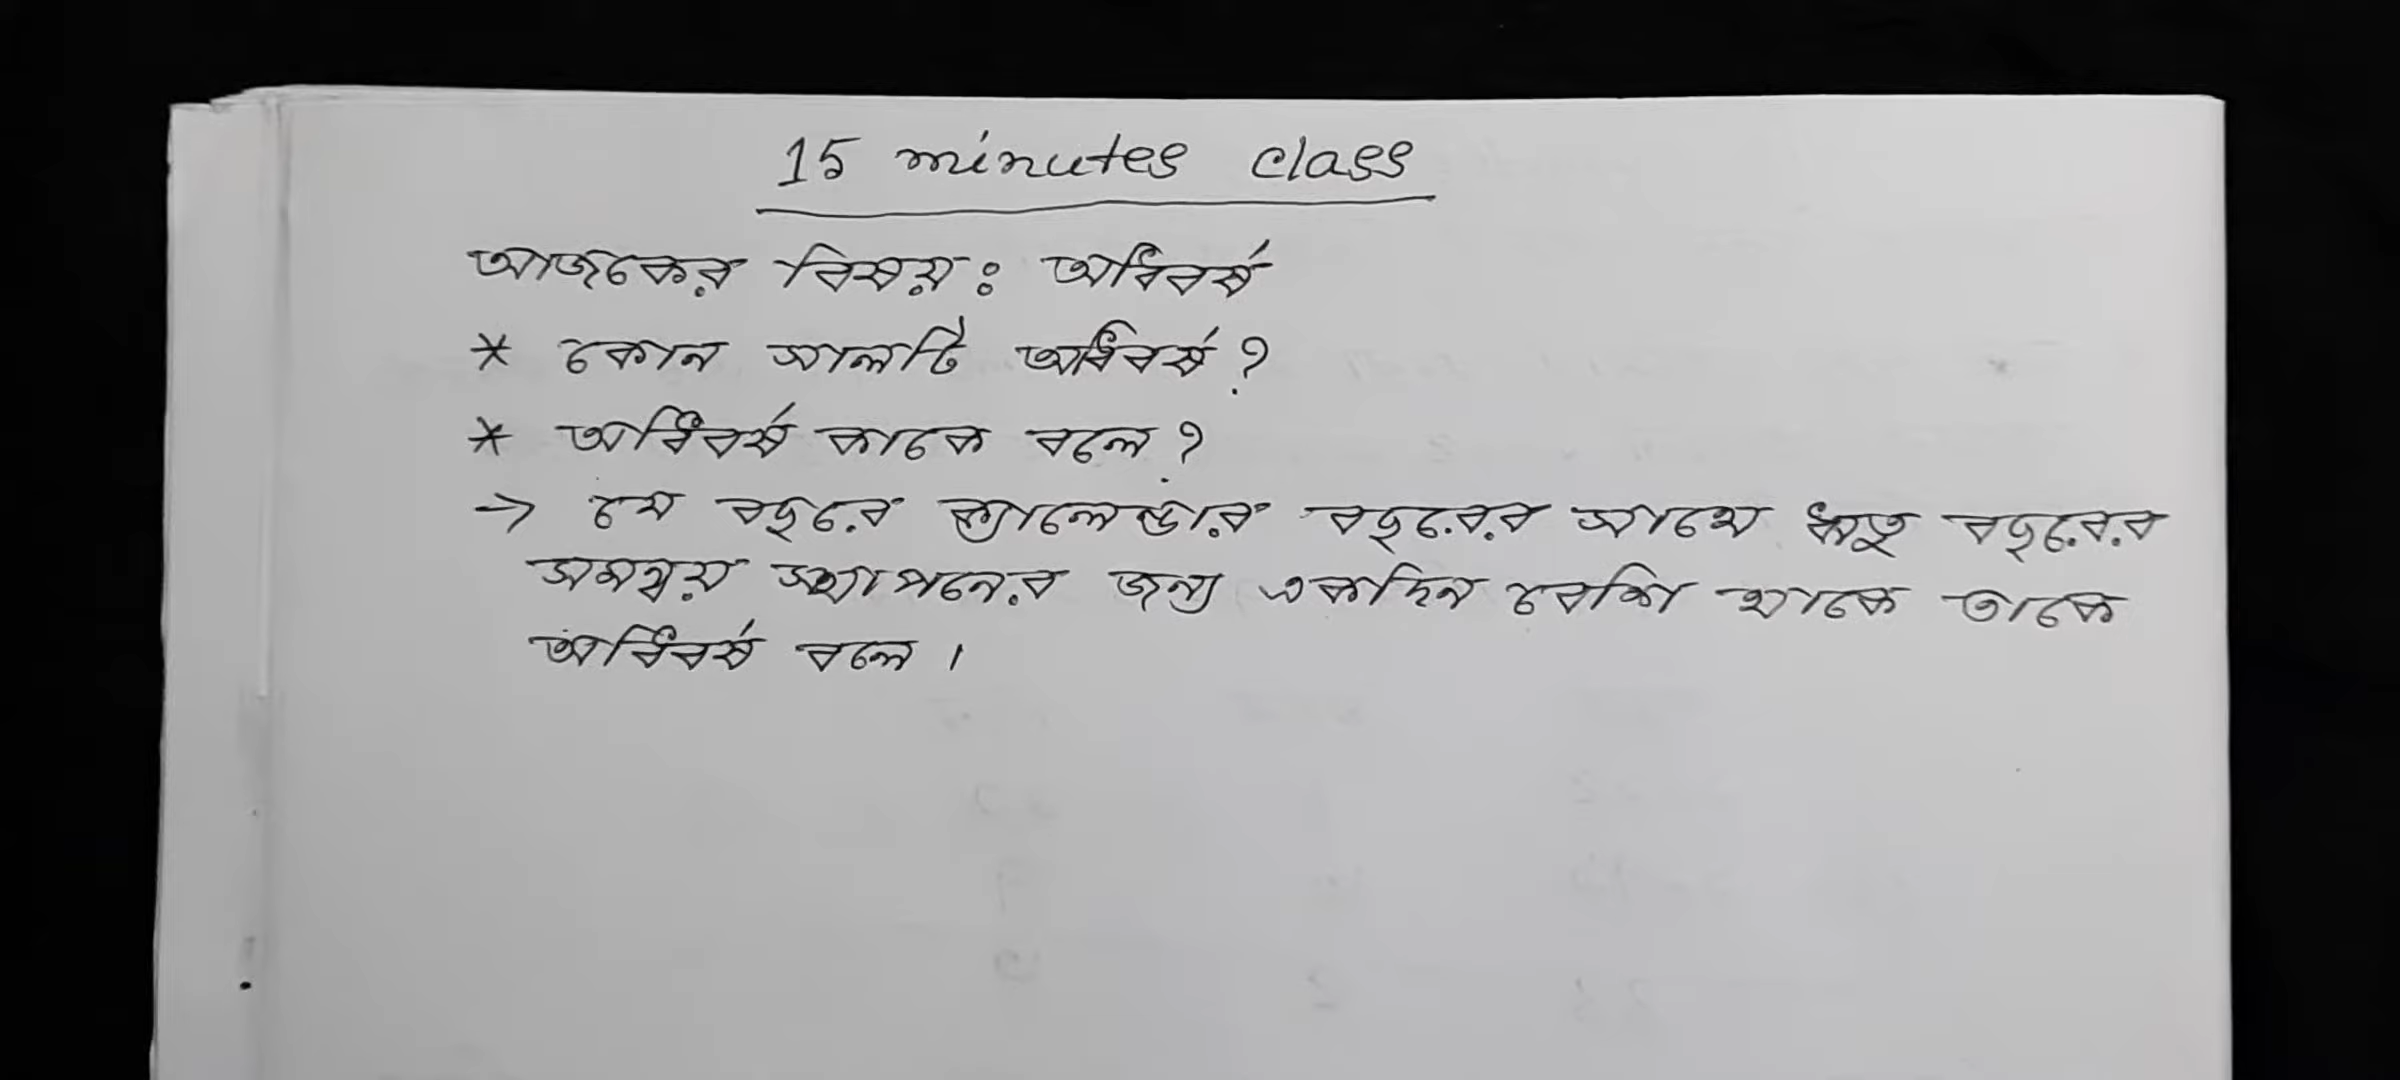 15 minutes class
আজকের বিষয়ঃ অধিবর্ষ
* কোন সালটি অধিবর্ষ?
* অধিবর্ষ কাকে বলে?
→ যে বছরে ক্যালেন্ডার বছরের সাথে ঋতু বছরের
সমন্বয় স্থাপনের জন্য একদিন বেশি থাকে তাকে
অধিবর্ষ বলে।